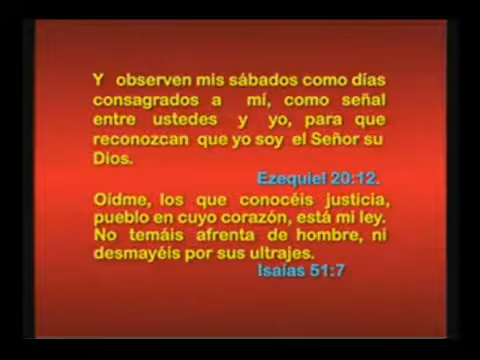 Y observen mis sábados como días
consagrados a mí, como señal
entre ustedes y yo, para que
reconozcan que yo soy el Señor su
Dios.
Ezequiel 20:12.
Oídme, los que conocéis justicia,
pueblo en cuyo corazón, está mi ley.
No temáis afrenta de hombre, ni
desmayéis por sus ultrajes.
Isaías 51:7